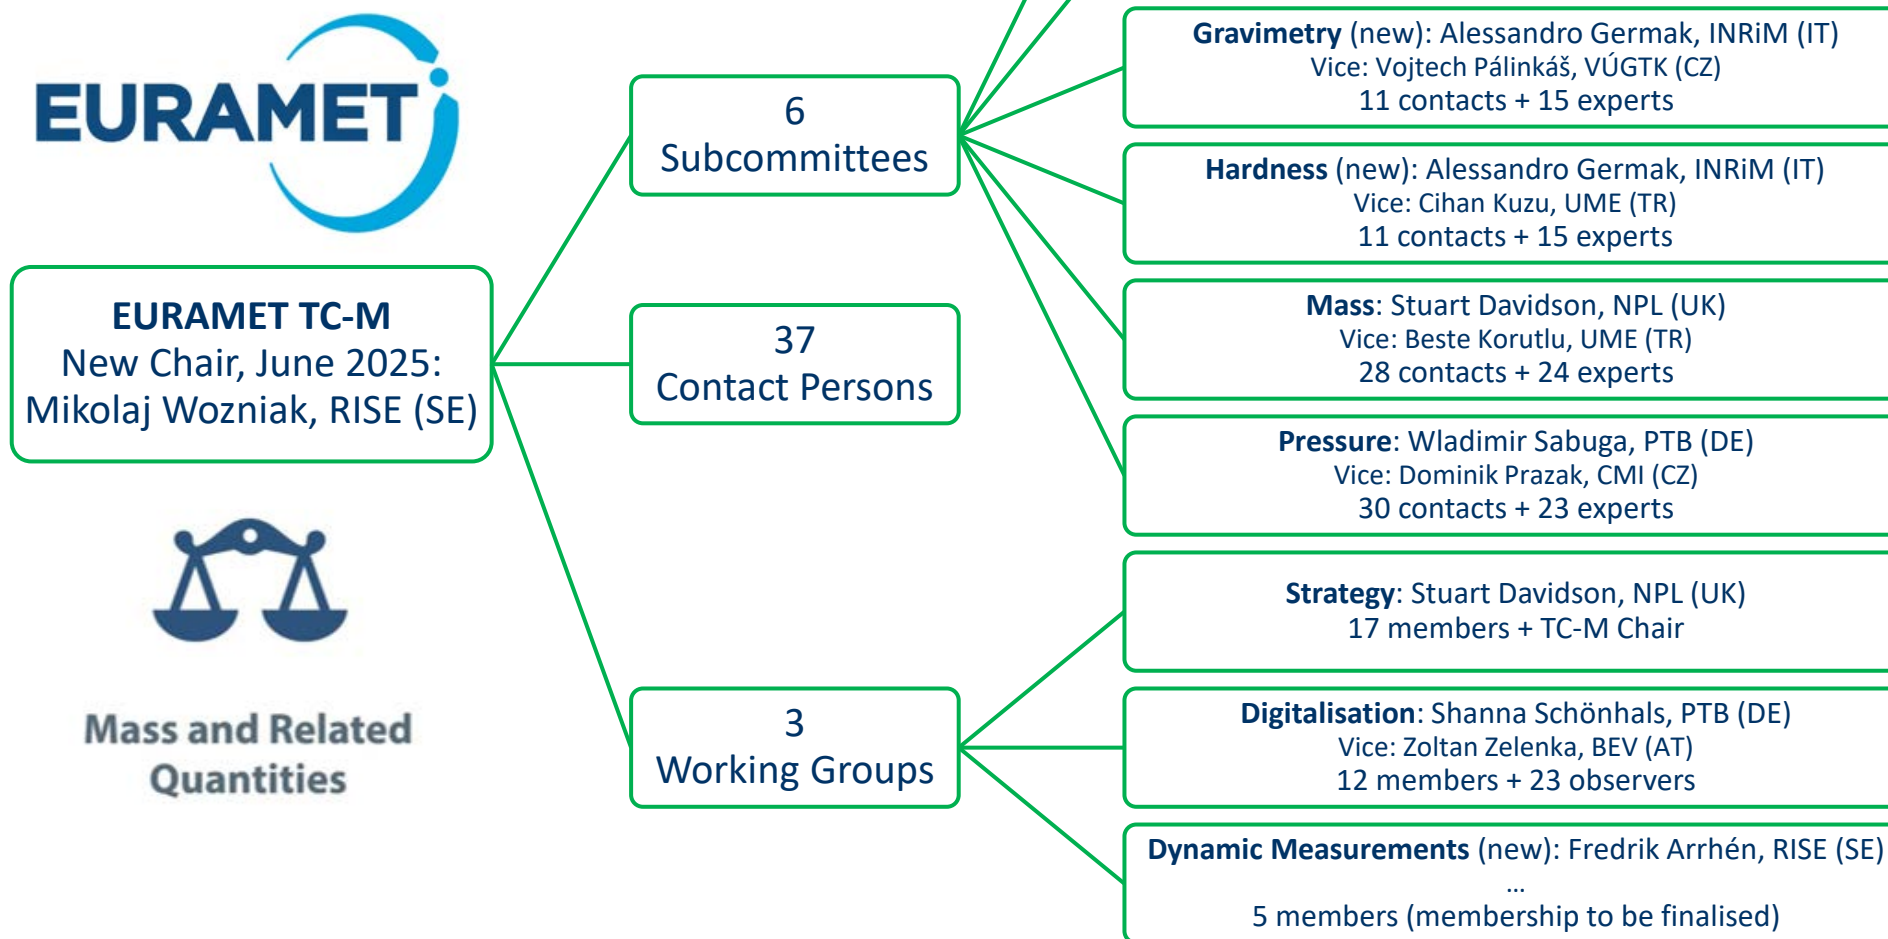 EURAMET
EURAMET TC-M
New Chair, June 2025:
Mikolaj Wozniak, RISE (SE)
Mass and Related
Quantities
6
Subcommittees
37
Contact Persons
3
Working Groups
Gravimetry (new): Alessandro Germak, INRiM (IT)
Vice: Vojtech Pálinkáš, VÚGTK (CZ)
11 contacts + 15 experts
Hardness (new): Alessandro Germak, INRiM (IT)
Vice: Cihan Kuzu, UME (TR)
11 contacts + 15 experts
Mass: Stuart Davidson, NPL (UK)
Vice: Beste Korutlu, UME (TR)
28 contacts + 24 experts
Pressure: Wladimir Sabuga, PTB (DE)
Vice: Dominik Prazak, CMI (CZ)
30 contacts + 23 experts
Strategy: Stuart Davidson, NPL (UK)
17 members + TC-M Chair
Digitalisation: Shanna Schönhals, PTB (DE)
Vice: Zoltan Zelenka, BEV (AT)
12 members + 23 observers
Dynamic Measurements (new): Fredrik Arrhén, RISE (SE)
...
5 members (membership to be finalised)